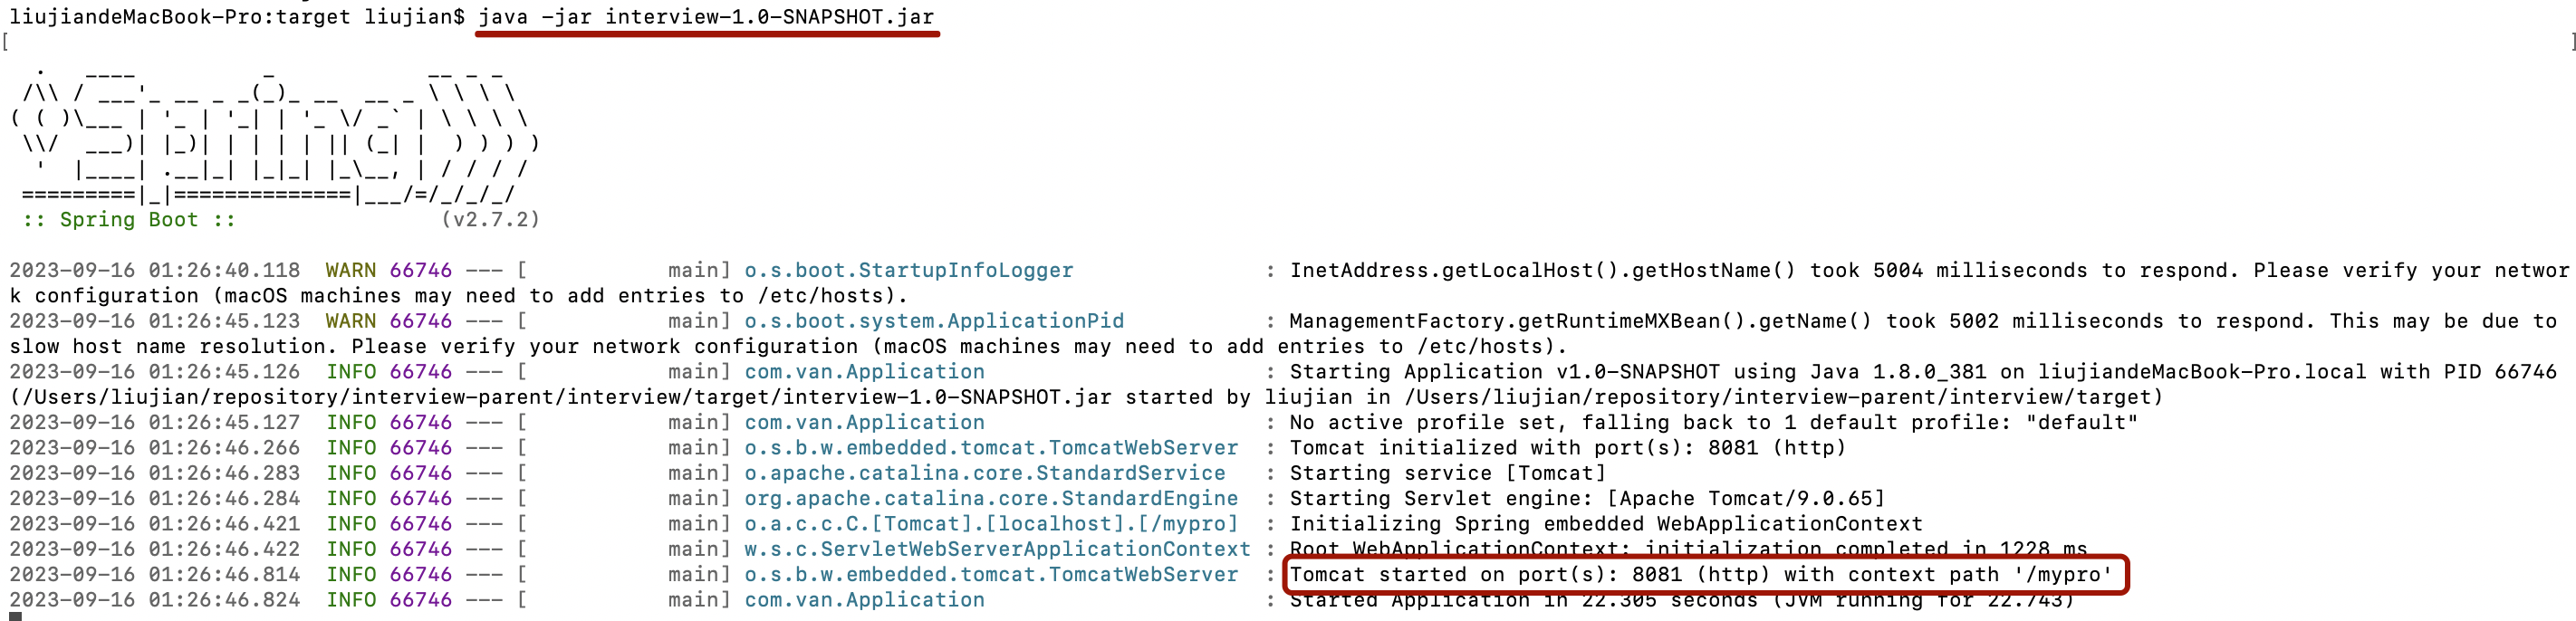 liujiandeMacBook-Pro:target liujian$ java -jar interview-1.0-SNAPSHOT.jar
[ ]
  .   ____          _            __ _ _
 /\\ / ___'_ __ _ _(_)_ __  __ _ \ \ \ \
( ( )\___ | '_ | '_| | '_ \/ _` | \ \ \ \
 \\/  ___)| |_)| | | | | || (_| |  ) ) ) )
  '  |____| .__|_| |_|_| |_\__, | / / / /
 =========|_|==============|___/=/_/_/_/
 :: Spring Boot ::                (v2.7.2)
2023-09-16 01:26:40.118  WARN 66746 --- [           main] o.s.boot.StartupInfoLogger               : InetAddress.getLocalHost().getHostName() took 5004 milliseconds to respond. Please verify your networ
k configuration (macOS machines may need to add entries to /etc/hosts).
2023-09-16 01:26:45.123  WARN 66746 --- [           main] o.s.boot.system.ApplicationPid           : ManagementFactory.getRuntimeMXBean().getName() took 5002 milliseconds to respond. This may be due to
slow host name resolution. Please verify your network configuration (macOS machines may need to add entries to /etc/hosts).
2023-09-16 01:26:45.126  INFO 66746 --- [           main] com.van.Application                      : Starting Application v1.0-SNAPSHOT using Java 1.8.0_381 on liujiandeMacBook-Pro.local with PID 66746
(/Users/liujian/repository/interview-parent/interview/target/interview-1.0-SNAPSHOT.jar started by liujian in /Users/liujian/repository/interview-parent/interview/target)
2023-09-16 01:26:45.127  INFO 66746 --- [           main] com.van.Application                      : No active profile set, falling back to 1 default profile: "default"
2023-09-16 01:26:46.266  INFO 66746 --- [           main] o.s.b.w.embedded.tomcat.TomcatWebServer  : Tomcat initialized with port(s): 8081 (http)
2023-09-16 01:26:46.283  INFO 66746 --- [           main] o.apache.catalina.core.StandardService   : Starting service [Tomcat]
2023-09-16 01:26:46.284  INFO 66746 --- [           main] org.apache.catalina.core.StandardEngine  : Starting Servlet engine: [Apache Tomcat/9.0.65]
2023-09-16 01:26:46.421  INFO 66746 --- [           main] o.a.c.c.C.[Tomcat].[localhost].[/mypro]  : Initializing Spring embedded WebApplicationContext
2023-09-16 01:26:46.422  INFO 66746 --- [           main] w.s.c.ServletWebServerApplicationContext : Root WebApplicationContext: initialization completed in 1228 ms
2023-09-16 01:26:46.814  INFO 66746 --- [           main] o.s.b.w.embedded.tomcat.TomcatWebServer  : Tomcat started on port(s): 8081 (http) with context path '/mypro'
2023-09-16 01:26:46.824  INFO 66746 --- [           main] com.van.Application                      : Started Application in 22.305 seconds (JVM running for 22.743)